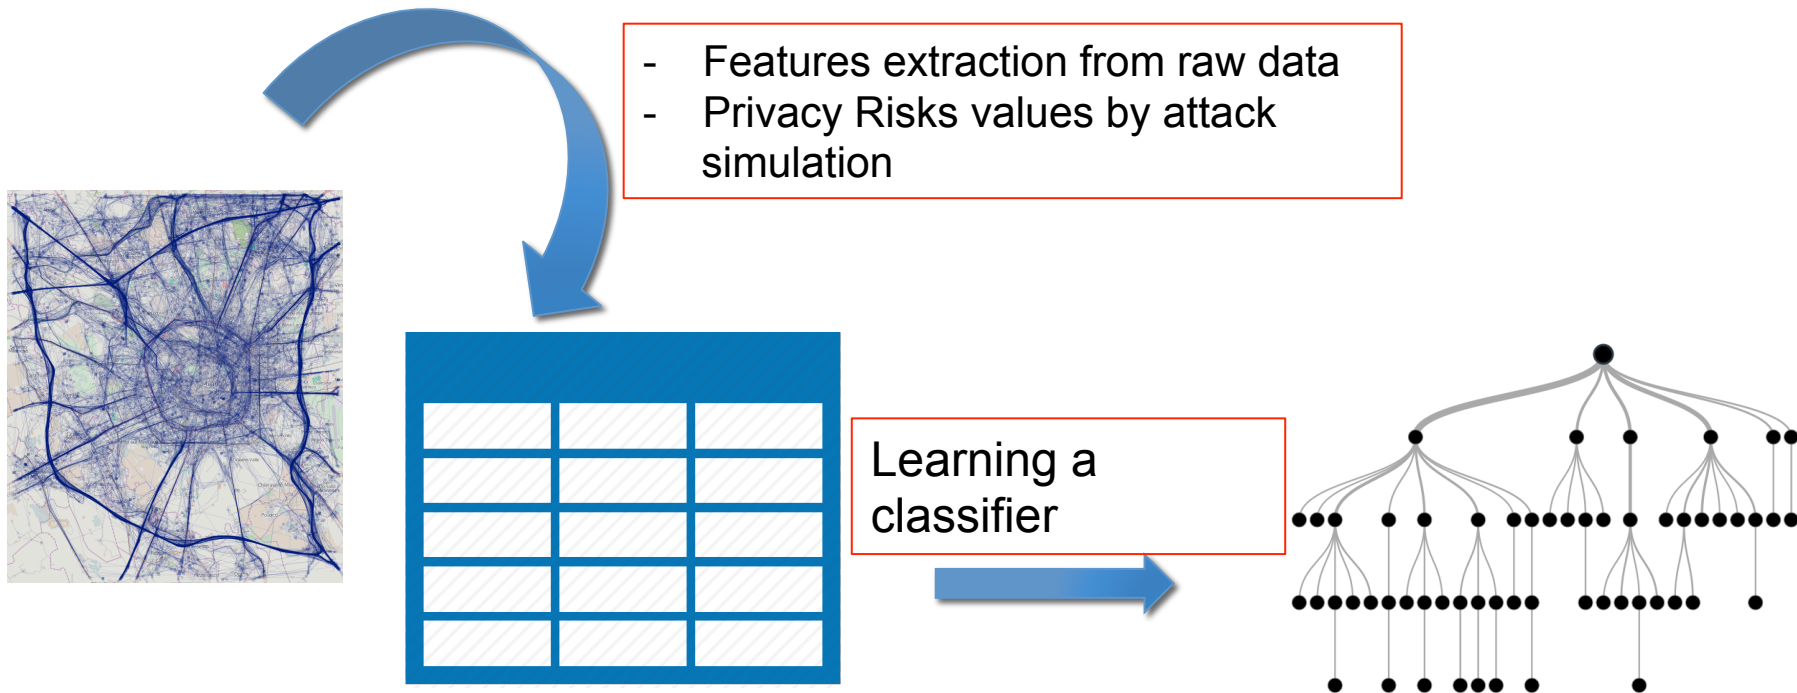 - Features extraction from raw data
- Privacy Risks values by attack
simulation
Learning a
classifier